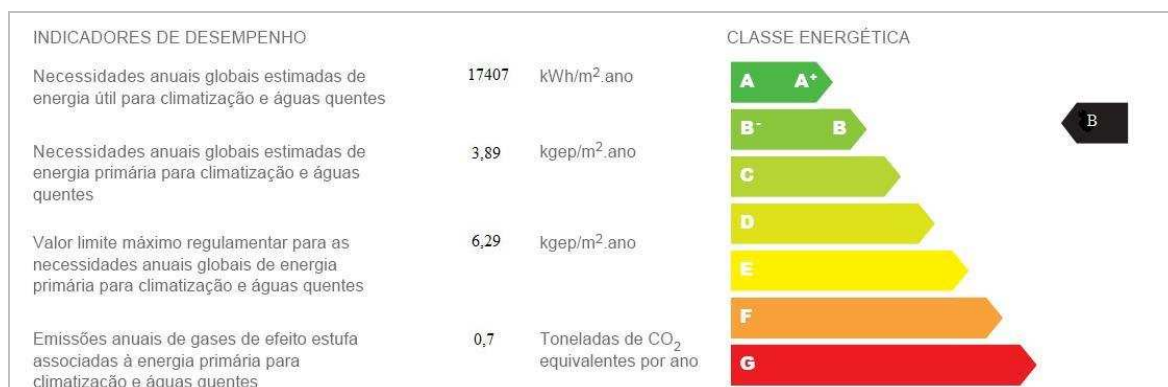 INDICADORES DE DESEMPENHO
Necessidades anuais globais estimadas de
energia útil para climatização e águas quentes
17407 kWh/m².ano
Necessidades anuais globais estimadas de
energia primária para climatização e águas
quentes
3,89 kgep/m².ano
Valor limite máximo regulamentar para as
necessidades anuais globais de energia
primária para climatização e águas quentes
6,29 kgep/m².ano
Emissões anuais de gases de efeito estufa
associadas à energia primária para
climatização e águas quentes
0,7 Toneladas de CO₂
equivalentes por ano
CLASSE ENERGÉTICA
A A⁺
B⁻ B
B
C
D
E
F
G